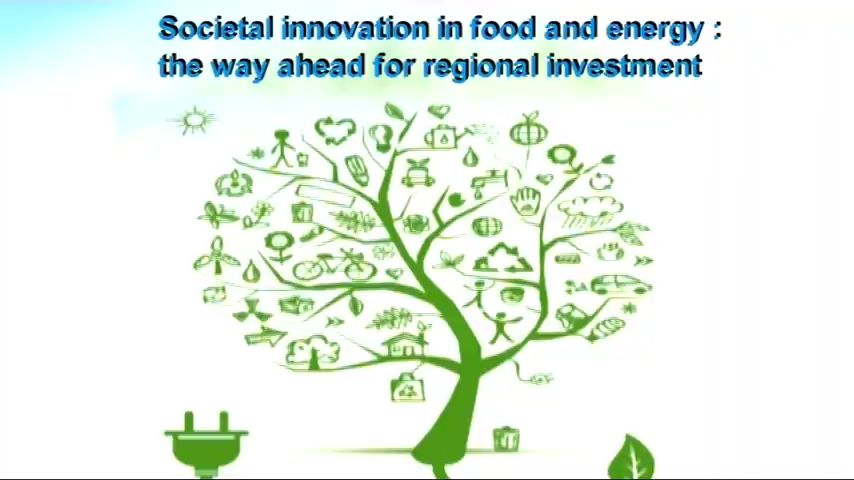 Societal innovation in food and energy :
the way ahead for regional investment